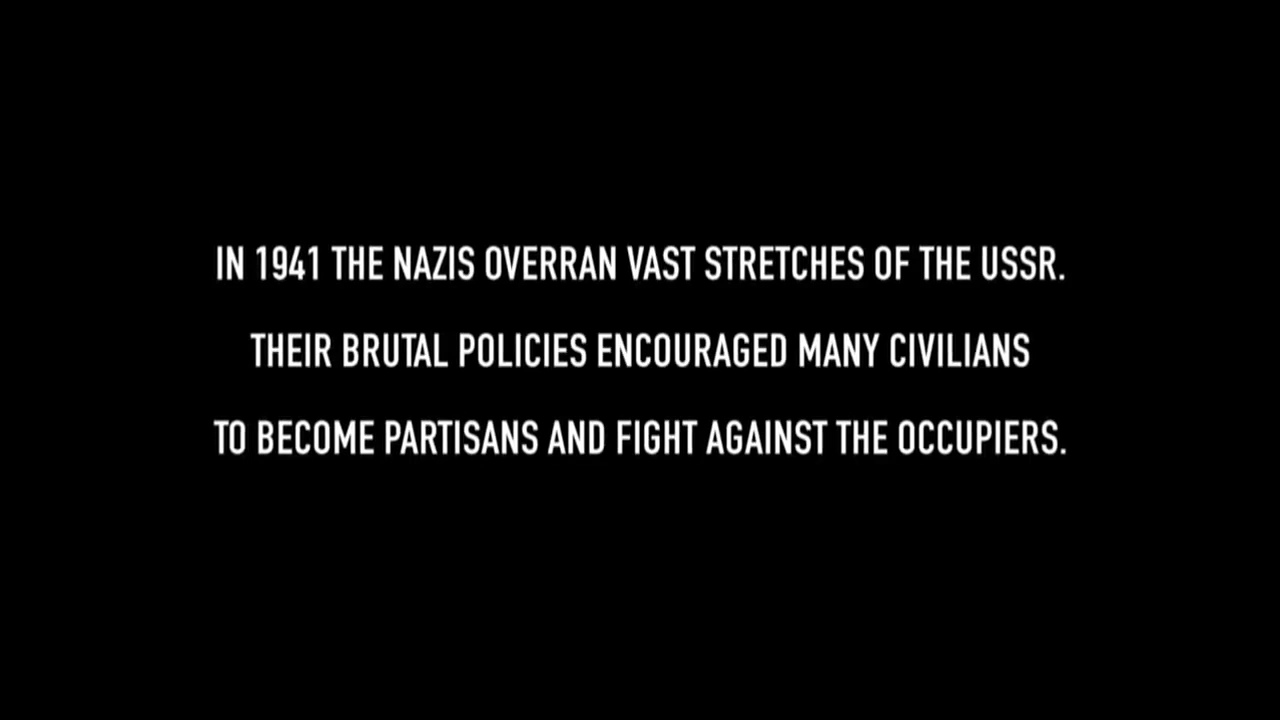 IN 1941 THE NAZIS OVERRAN VAST STRETCHES OF THE USSR.
THEIR BRUTAL POLICIES ENCOURAGED MANY CIVILIANS
TO BECOME PARTISANS AND FIGHT AGAINST THE OCCUPIERS.